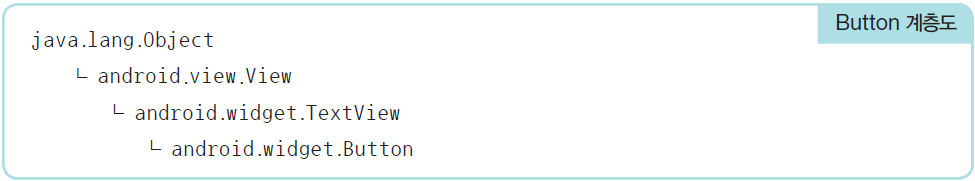 Button 계층도
java.lang.Object
└ android.view.View
└ android.widget.TextView
└ android.widget.Button